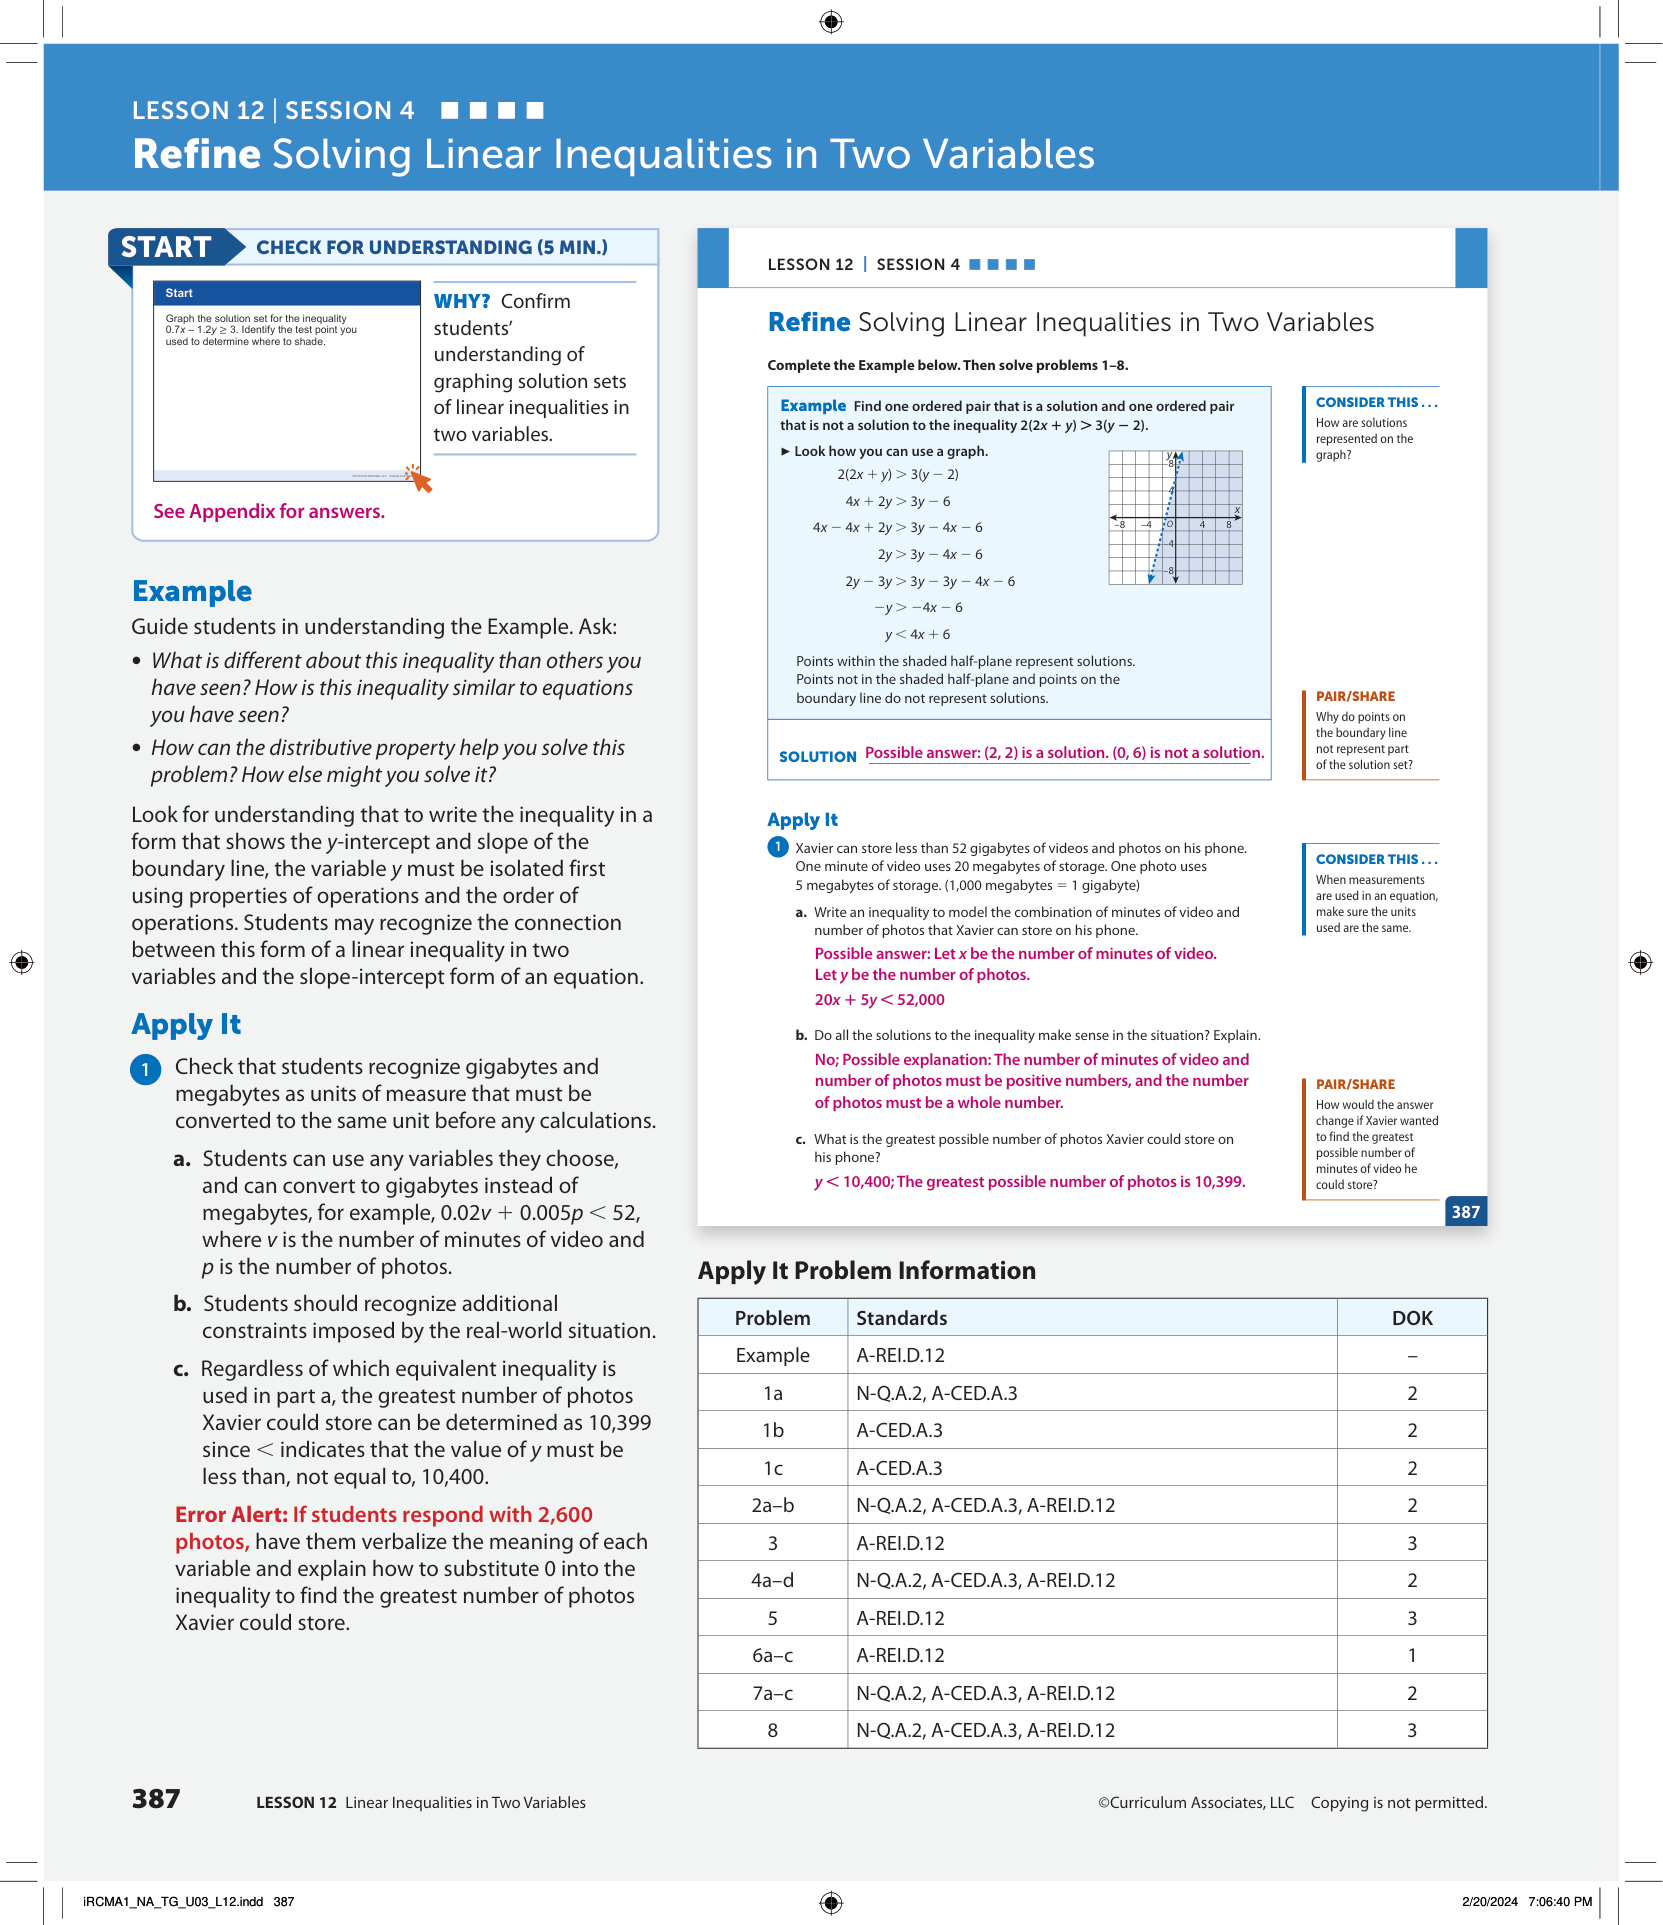 LESSON 12 | SESSION 4
Refine Solving Linear Inequalities in Two Variables
START CHECK FOR UNDERSTANDING (5 MIN.)
Start
Graph the solution set for the inequality
0.7x – 1.2y ≥ 3. Identify the test point you
used to determine where to shade.
WHY? Confirm
students’
understanding of
graphing solution sets
of linear inequalities in
two variables.
See Appendix for answers.
Example
Guide students in understanding the Example. Ask:
• What is different about this inequality than others you
have seen? How is this inequality similar to equations
you have seen?
• How can the distributive property help you solve this
problem? How else might you solve it?
Look for understanding that to write the inequality in a
form that shows the y-intercept and slope of the
boundary line, the variable y must be isolated first
using properties of operations and the order of
operations. Students may recognize the connection
between this form of a linear inequality in two
variables and the slope-intercept form of an equation.
Apply It
1 Check that students recognize gigabytes and
megabytes as units of measure that must be
converted to the same unit before any calculations.
a. Students can use any variables they choose,
and can convert to gigabytes instead of
megabytes, for example, 0.02v + 0.005p < 52,
where v is the number of minutes of video and
p is the number of photos.
b. Students should recognize additional
constraints imposed by the real-world situation.
c. Regardless of which equivalent inequality is
used in part a, the greatest number of photos
Xavier could store can be determined as 10,399
since < indicates that the value of y must be
less than, not equal to, 10,400.
Error Alert: If students respond with 2,600
photos, have them verbalize the meaning of each
variable and explain how to substitute 0 into the
inequality to find the greatest number of photos
Xavier could store.
LESSON 12 | SESSION 4
Refine Solving Linear Inequalities in Two Variables
Complete the Example below. Then solve problems 1–8.
Example Find one ordered pair that is a solution and one ordered pair
that is not a solution to the inequality 2(2x + y) > 3(y − 2).
▶ Look how you can use a graph.
2(2x + y) > 3(y − 2)
4x + 2y > 3y − 6
4x − 4x + 2y > 3y − 4x − 6
2y > 3y − 4x − 6
2y − 3y > 3y − 3y − 4x − 6
−y > −4x − 6
y < 4x + 6
y
8
4
x
−8 −4 O 4 8
−4
−8
Points within the shaded half-plane represent solutions.
Points not in the shaded half-plane and points on the
boundary line do not represent solutions.
SOLUTION Possible answer: (2, 2) is a solution. (0, 6) is not a solution.
CONSIDER THIS . . .
How are solutions
represented on the
graph?
PAIR/SHARE
Why do points on
the boundary line
not represent part
of the solution set?
Apply It
1 Xavier can store less than 52 gigabytes of videos and photos on his phone.
One minute of video uses 20 megabytes of storage. One photo uses
5 megabytes of storage. (1,000 megabytes = 1 gigabyte)
a. Write an inequality to model the combination of minutes of video and
number of photos that Xavier can store on his phone.
Possible answer: Let x be the number of minutes of video.
Let y be the number of photos.
20x + 5y < 52,000
b. Do all the solutions to the inequality make sense in the situation? Explain.
No; Possible explanation: The number of minutes of video and
number of photos must be positive numbers, and the number
of photos must be a whole number.
c. What is the greatest possible number of photos Xavier could store on
his phone?
y < 10,400; The greatest possible number of photos is 10,399.
CONSIDER THIS . . .
When measurements
are used in an equation,
make sure the units
used are the same.
PAIR/SHARE
How would the answer
change if Xavier wanted
to find the greatest
possible number of
minutes of video he
could store?
387
Apply It Problem Information
Problem Standards DOK
Example A-REI.D.12 –
1a N-Q.A.2, A-CED.A.3 2
1b A-CED.A.3 2
1c A-CED.A.3 2
2a–b N-Q.A.2, A-CED.A.3, A-REI.D.12 2
3 A-REI.D.12 3
4a–d N-Q.A.2, A-CED.A.3, A-REI.D.12 2
5 A-REI.D.12 3
6a–c A-REI.D.12 1
7a–c N-Q.A.2, A-CED.A.3, A-REI.D.12 2
8 N-Q.A.2, A-CED.A.3, A-REI.D.12 3
387 LESSON 12 Linear Inequalities in Two Variables
©Curriculum Associates, LLC Copying is not permitted.
iRCMA1_NA_TG_U03_L12.indd 387
2/20/2024 7:06:40 PM